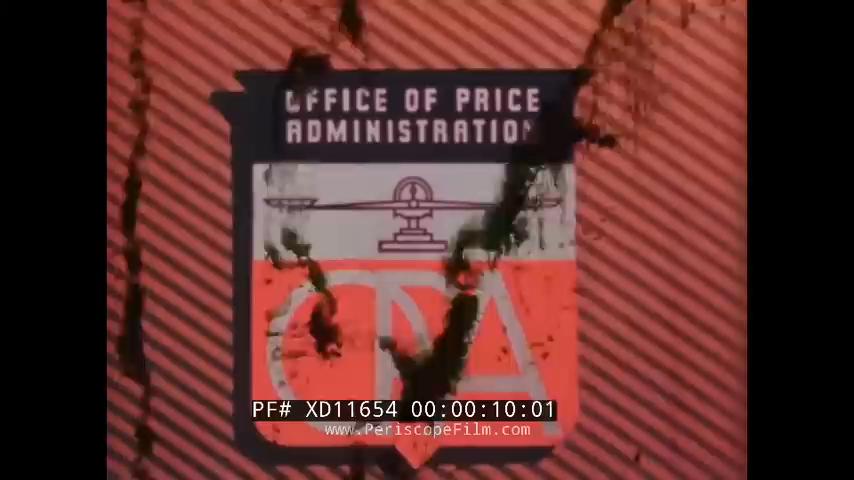 OFFICE OF PRICE
ADMINISTRATION
OPA
PF# XD11654 00:00:10:01
www.PeriscopeFilm.com